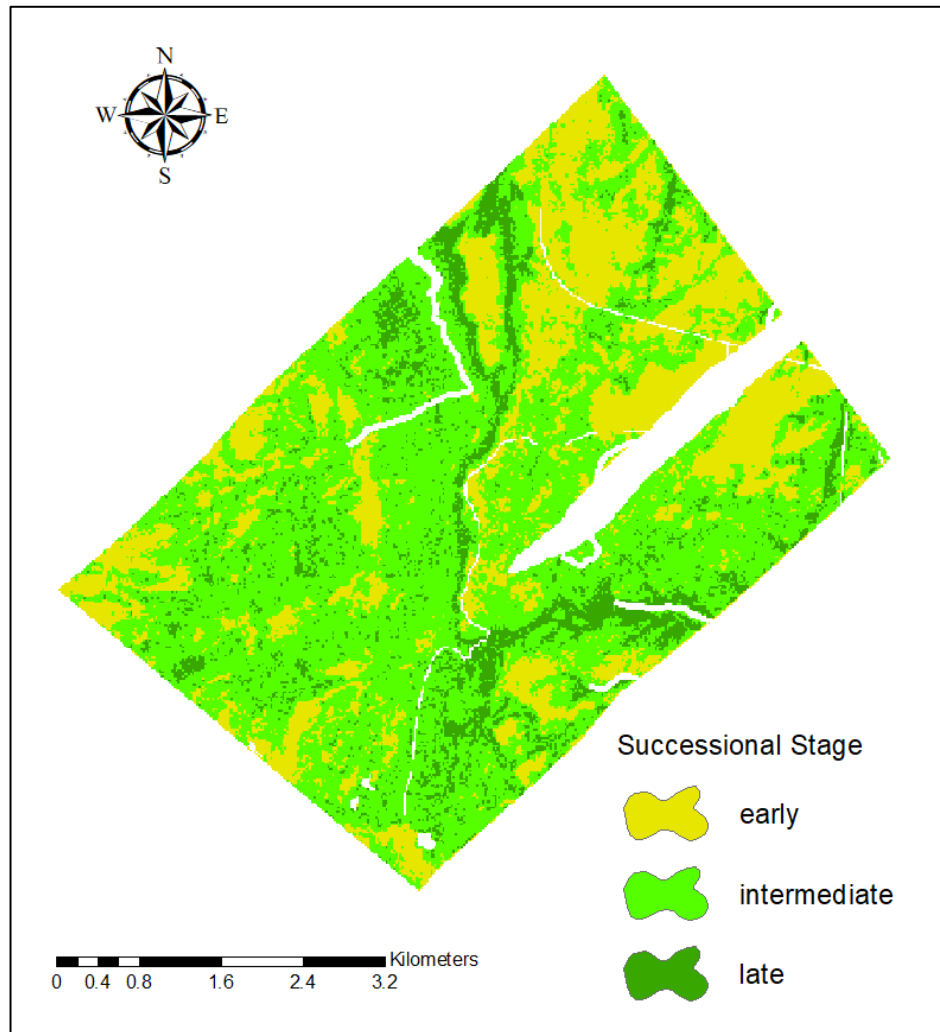 N
W E
S
Successional Stage
early
intermediate
late
Kilometers
0 0.4 0.8 1.6 2.4 3.2